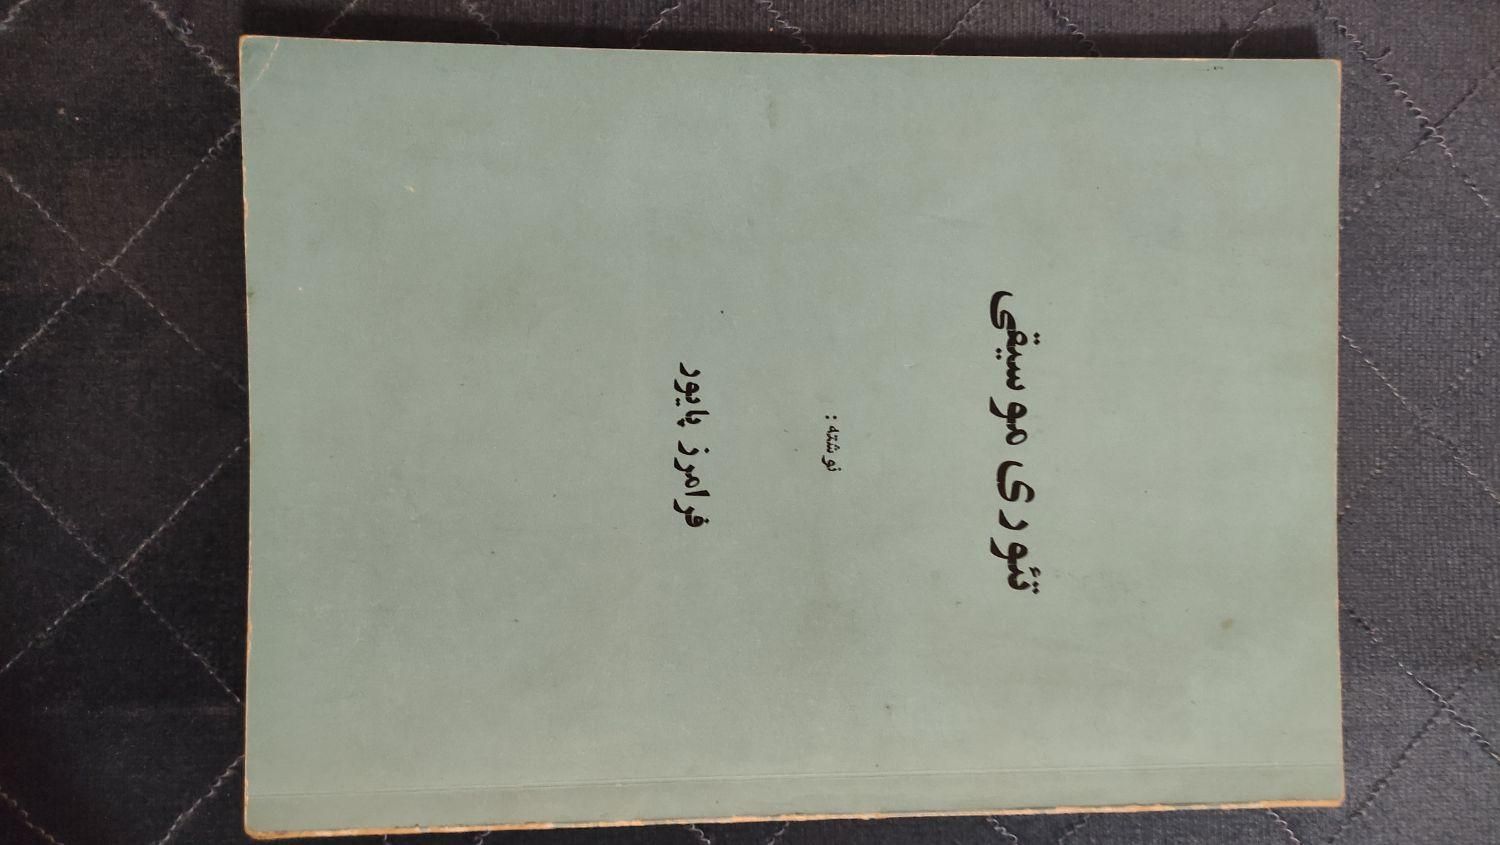 تئوری موسیقی
نوشته :
فرامرز پایور